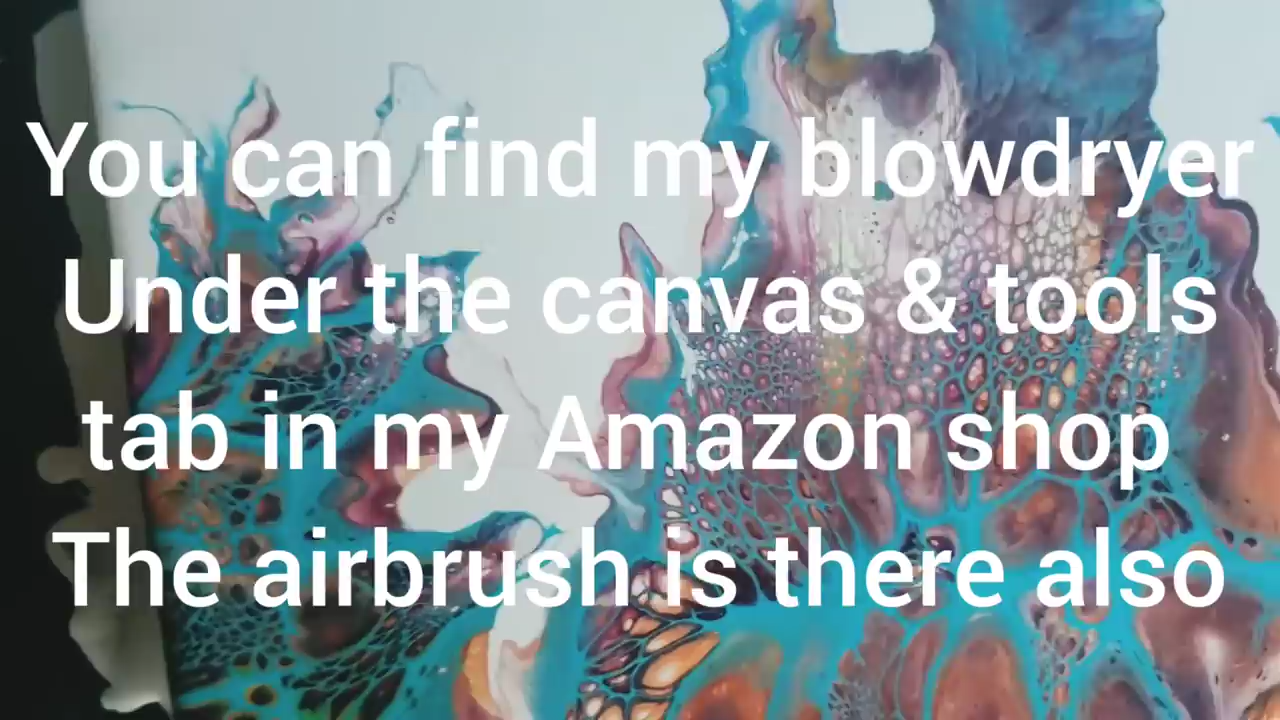 You can find my blowdryer
Under the canvas & tools
tab in my Amazon shop
The airbrush is there also